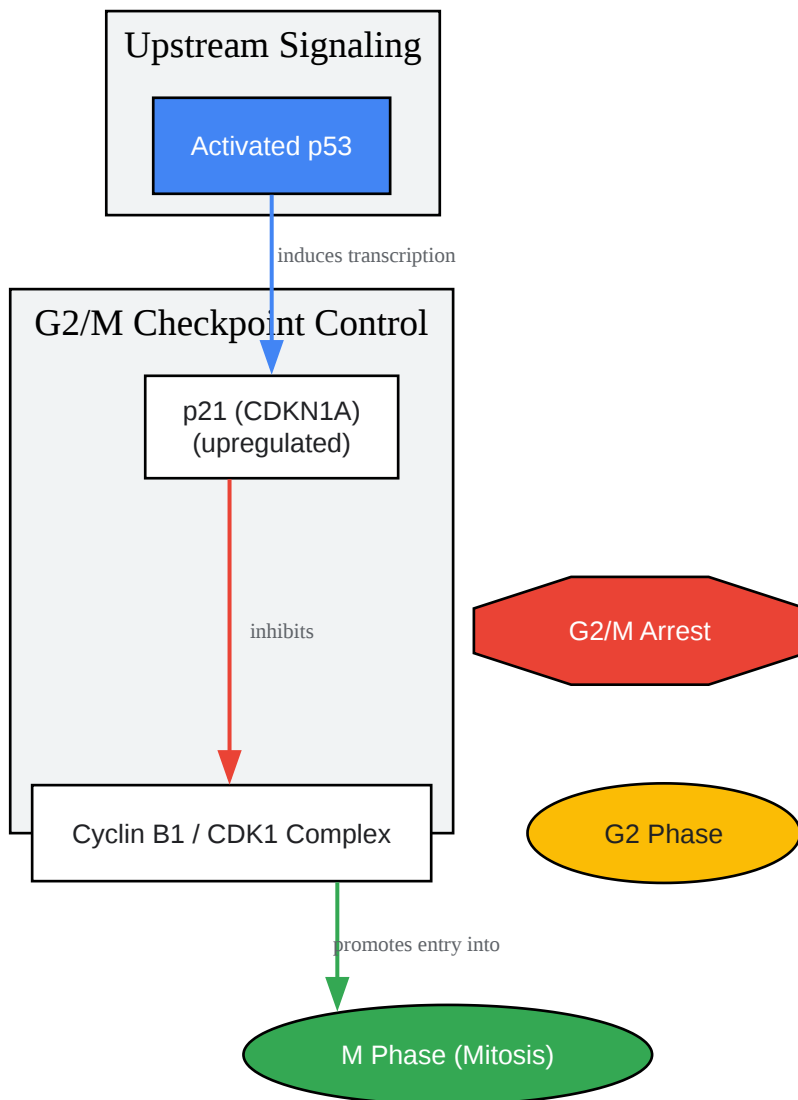 Upstream Signaling
Activated p53
induces transcription
G2/M Checkpoint Control
p21 (CDKN1A)
(upregulated)
inhibits
G2/M Arrest
Cyclin B1 / CDK1 Complex
G2 Phase
promotes entry into
M Phase (Mitosis)